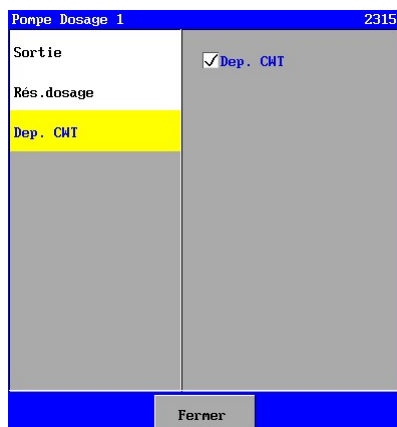 Pompe Dosage 1 2315
Sortie
Dep. CWT
Rés.dosage
Dep. CWT
Fermer